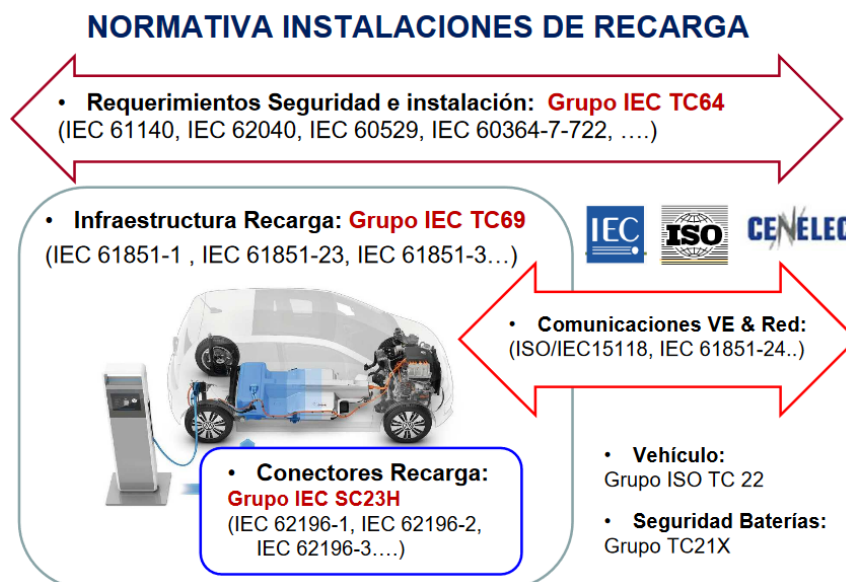 NORMATIVA INSTALACIONES DE RECARGA
• Requerimientos Seguridad e instalación: Grupo IEC TC64
(IEC 61140, IEC 62040, IEC 60529, IEC 60364-7-722, ....)
• Infraestructura Recarga: Grupo IEC TC69
(IEC 61851-1 , IEC 61851-23, IEC 61851-3…)
IEC
ISO
CENELEC
• Comunicaciones VE & Red:
(ISO/IEC15118, IEC 61851-24..)
• Conectores Recarga:
Grupo IEC SC23H
(IEC 62196-1, IEC 62196-2,
IEC 62196-3….)
• Vehículo:
Grupo ISO TC 22
• Seguridad Baterías:
Grupo TC21X